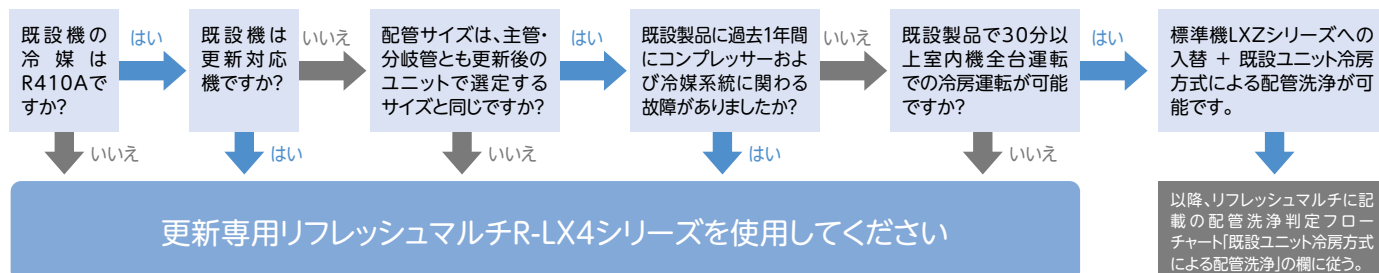 既設機の
冷媒は
R410Aで
すか?
はい
既設機は
更新対応
機ですか?
いいえ
配管サイズは、主管・
分岐管とも更新後の
ユニットで選定する
サイズと同じですか?
はい
既設製品に過去1年間
にコンプレッサーおよ
び冷媒系統に関わる
故障がありましたか?
いいえ
既設製品で30分以
上室内機全台運転
での冷房運転が可能
ですか?
はい
標準機LXZシリーズへの
入替 + 既設ユニット冷房
方式による配管洗浄が可
能です。
いいえ
はい
いいえ
はい
いいえ
更新専用リフレッシュマルチR-LX4シリーズを使用してください
以降、リフレッシュマルチに記
載の配管洗浄判定フロー
チャート「既設ユニット冷房方式
による配管洗浄」の欄に従う。